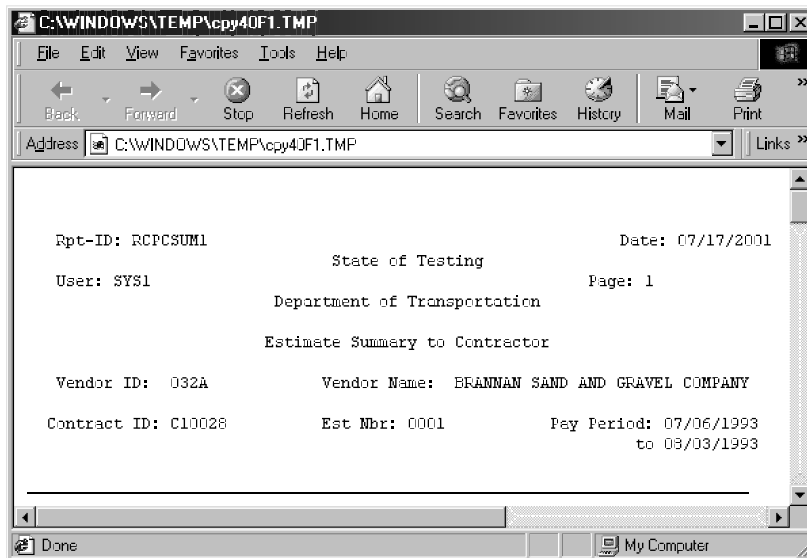 C:\WINDOWS\TEMP\cpy40F1.TMP
File Edit View Favorites Tools Help
Back Forward Stop Refresh Home Search Favorites History Mail Print »
Address C:\WINDOWS\TEMP\cpy40F1.TMP Links »
Rpt-ID: RCPCSUM1 Date: 07/17/2001
State of Testing
User: SYS1 Page: 1
Department of Transportation
Estimate Summary to Contractor
Vendor ID: 032A Vendor Name: BRANNAN SAND AND GRAVEL COMPANY
Contract ID: C10028 Est Nbr: 0001 Pay Period: 07/06/1993
to 08/03/1993
Done My Computer